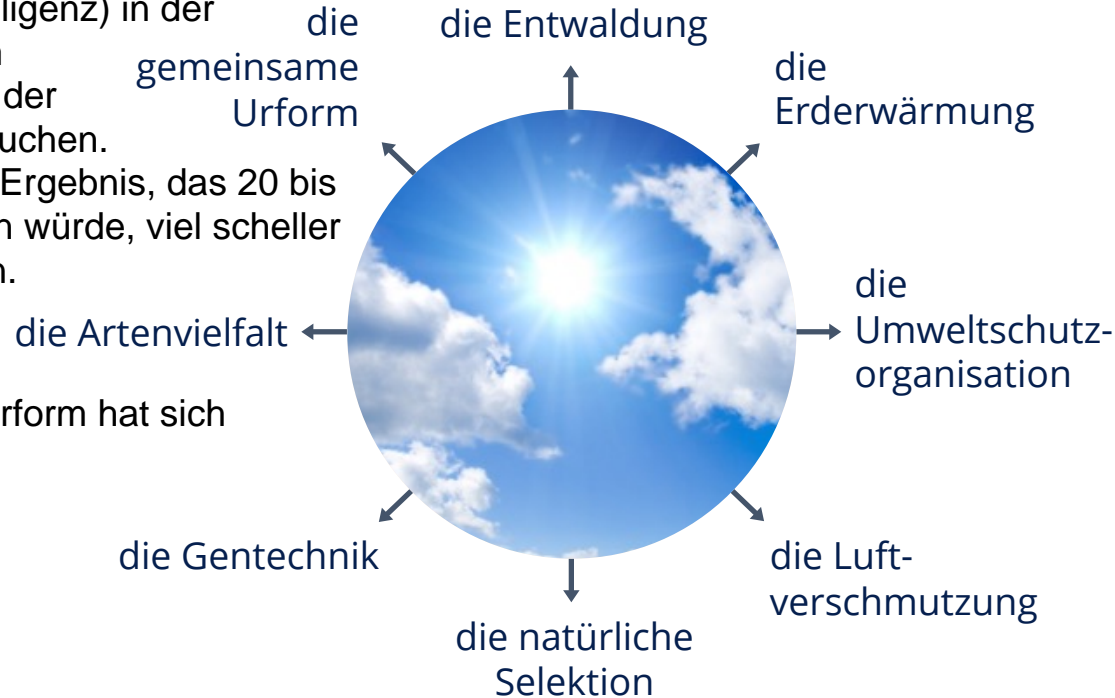 ligenz) in der
der
uchen.
Ergebnis, das 20 bis
n würde, viel scheller
n.
rform hat sich
die
gemeinsame
Urform
die Entwaldung
die
Erderwärmung
die
Umweltschutz-
organisation
die Luft-
verschmutzung
die natürliche
Selektion
die Gentechnik
die Artenvielfalt